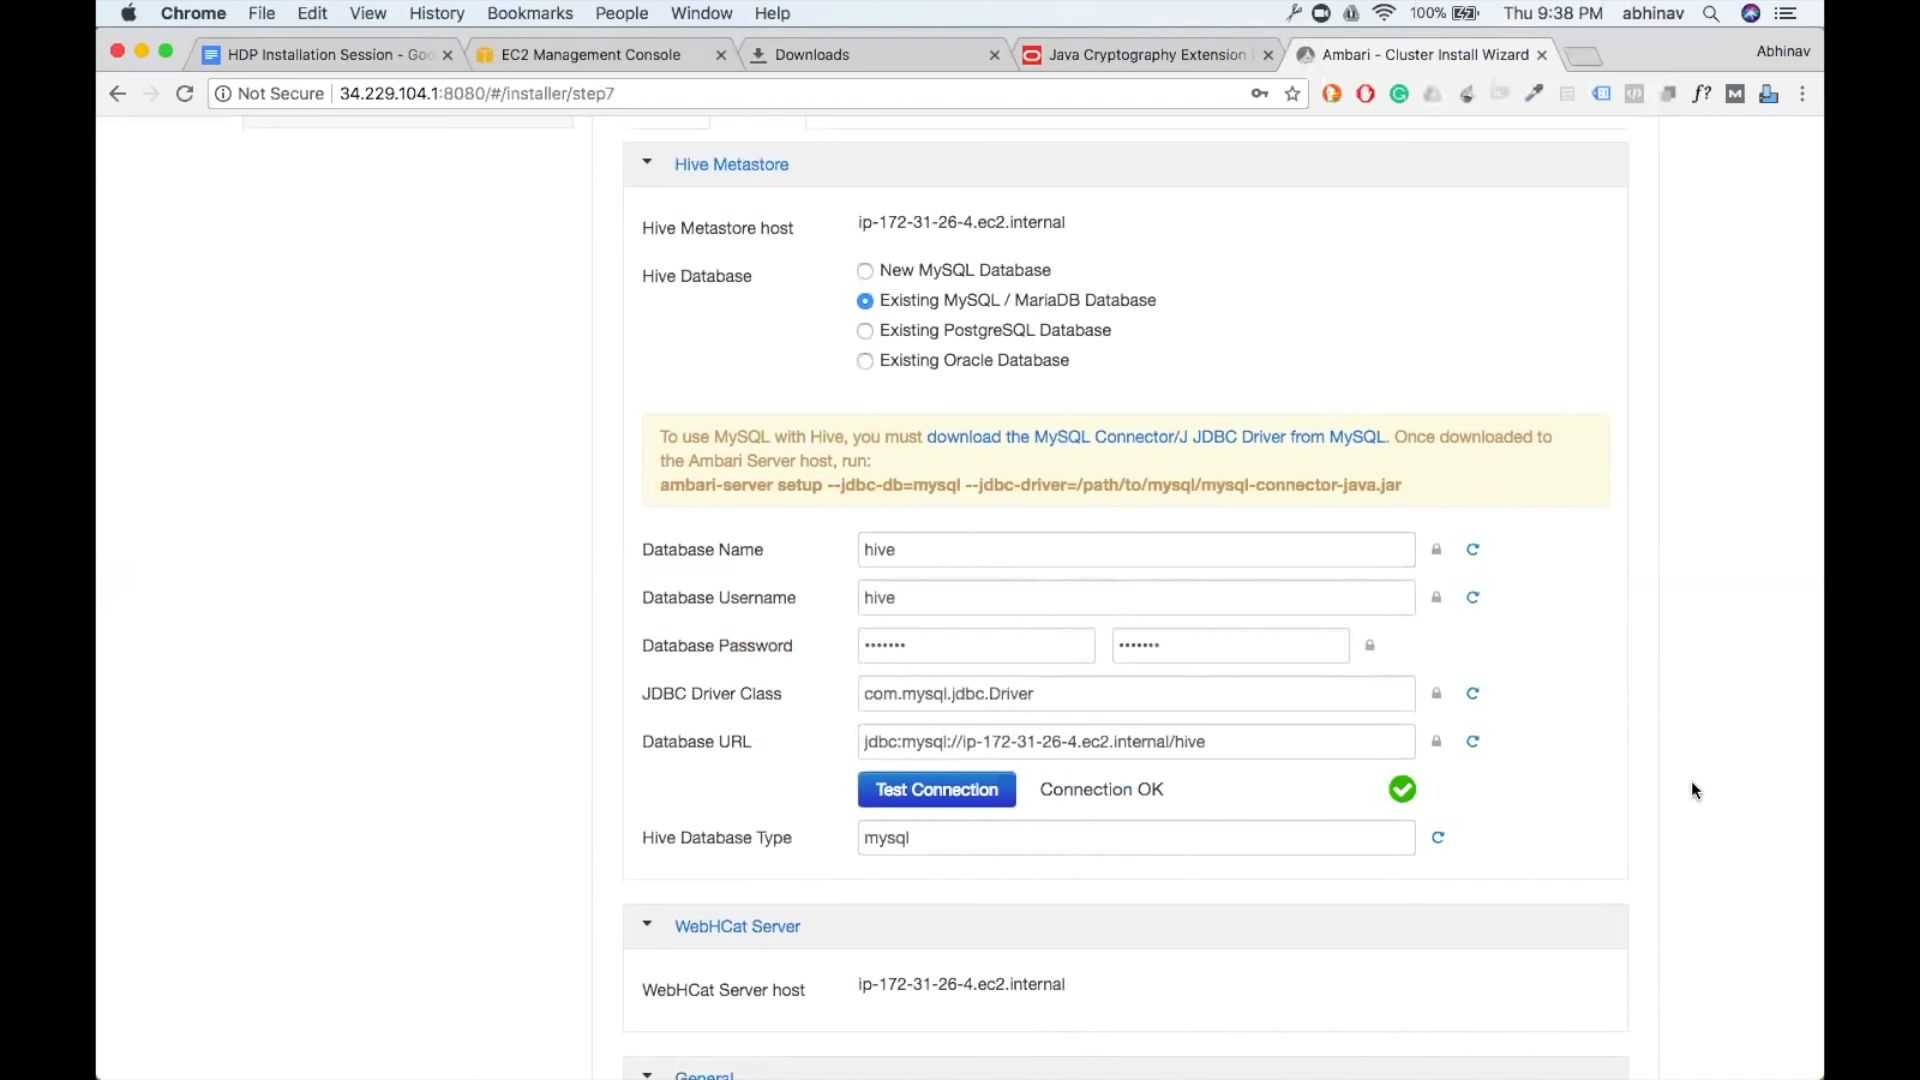 Chrome File Edit View History Bookmarks People Window Help 100% Thu 9:38 PM abhinav
HDP Installation Session - Goo EC2 Management Console Downloads Java Cryptography Extension Ambari - Cluster Install Wizard Abhinav
Not Secure 34.229.104.1:8080/#/installer/step7 f? M
Hive Metastore
Hive Metastore host ip-172-31-26-4.ec2.internal
Hive Database New MySQL Database
Existing MySQL / MariaDB Database
Existing PostgreSQL Database
Existing Oracle Database
To use MySQL with Hive, you must download the MySQL Connector/J JDBC Driver from MySQL. Once downloaded to
the Ambari Server host, run:
ambari-server setup --jdbc-db=mysql --jdbc-driver=/path/to/mysql/mysql-connector-java.jar
Database Name hive
Database Username hive
Database Password ••••••• •••••••
JDBC Driver Class com.mysql.jdbc.Driver
Database URL jdbc:mysql://ip-172-31-26-4.ec2.internal/hive
Test Connection Connection OK
Hive Database Type mysql
WebHCat Server
WebHCat Server host ip-172-31-26-4.ec2.internal
General